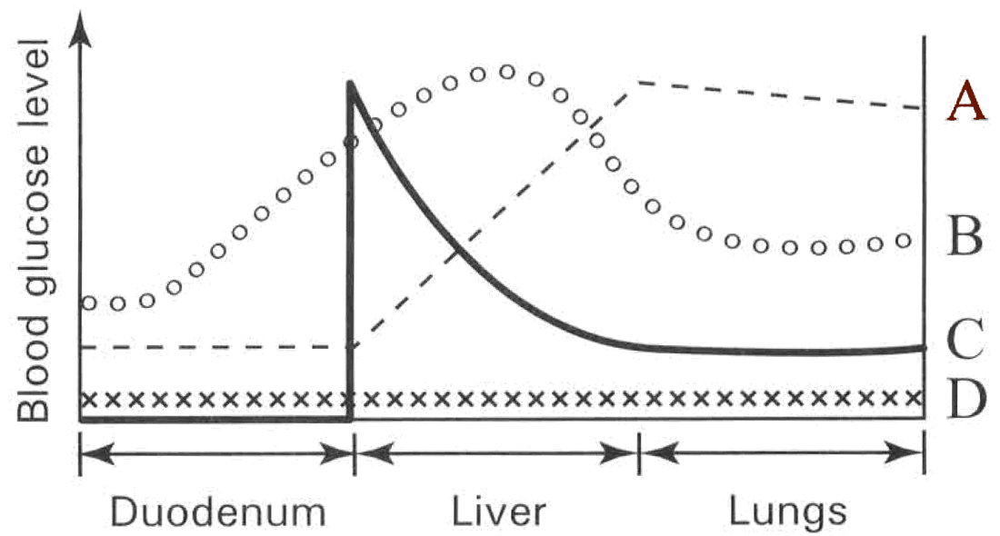 Blood glucose level
A
B
C
D
Duodenum
Liver
Lungs